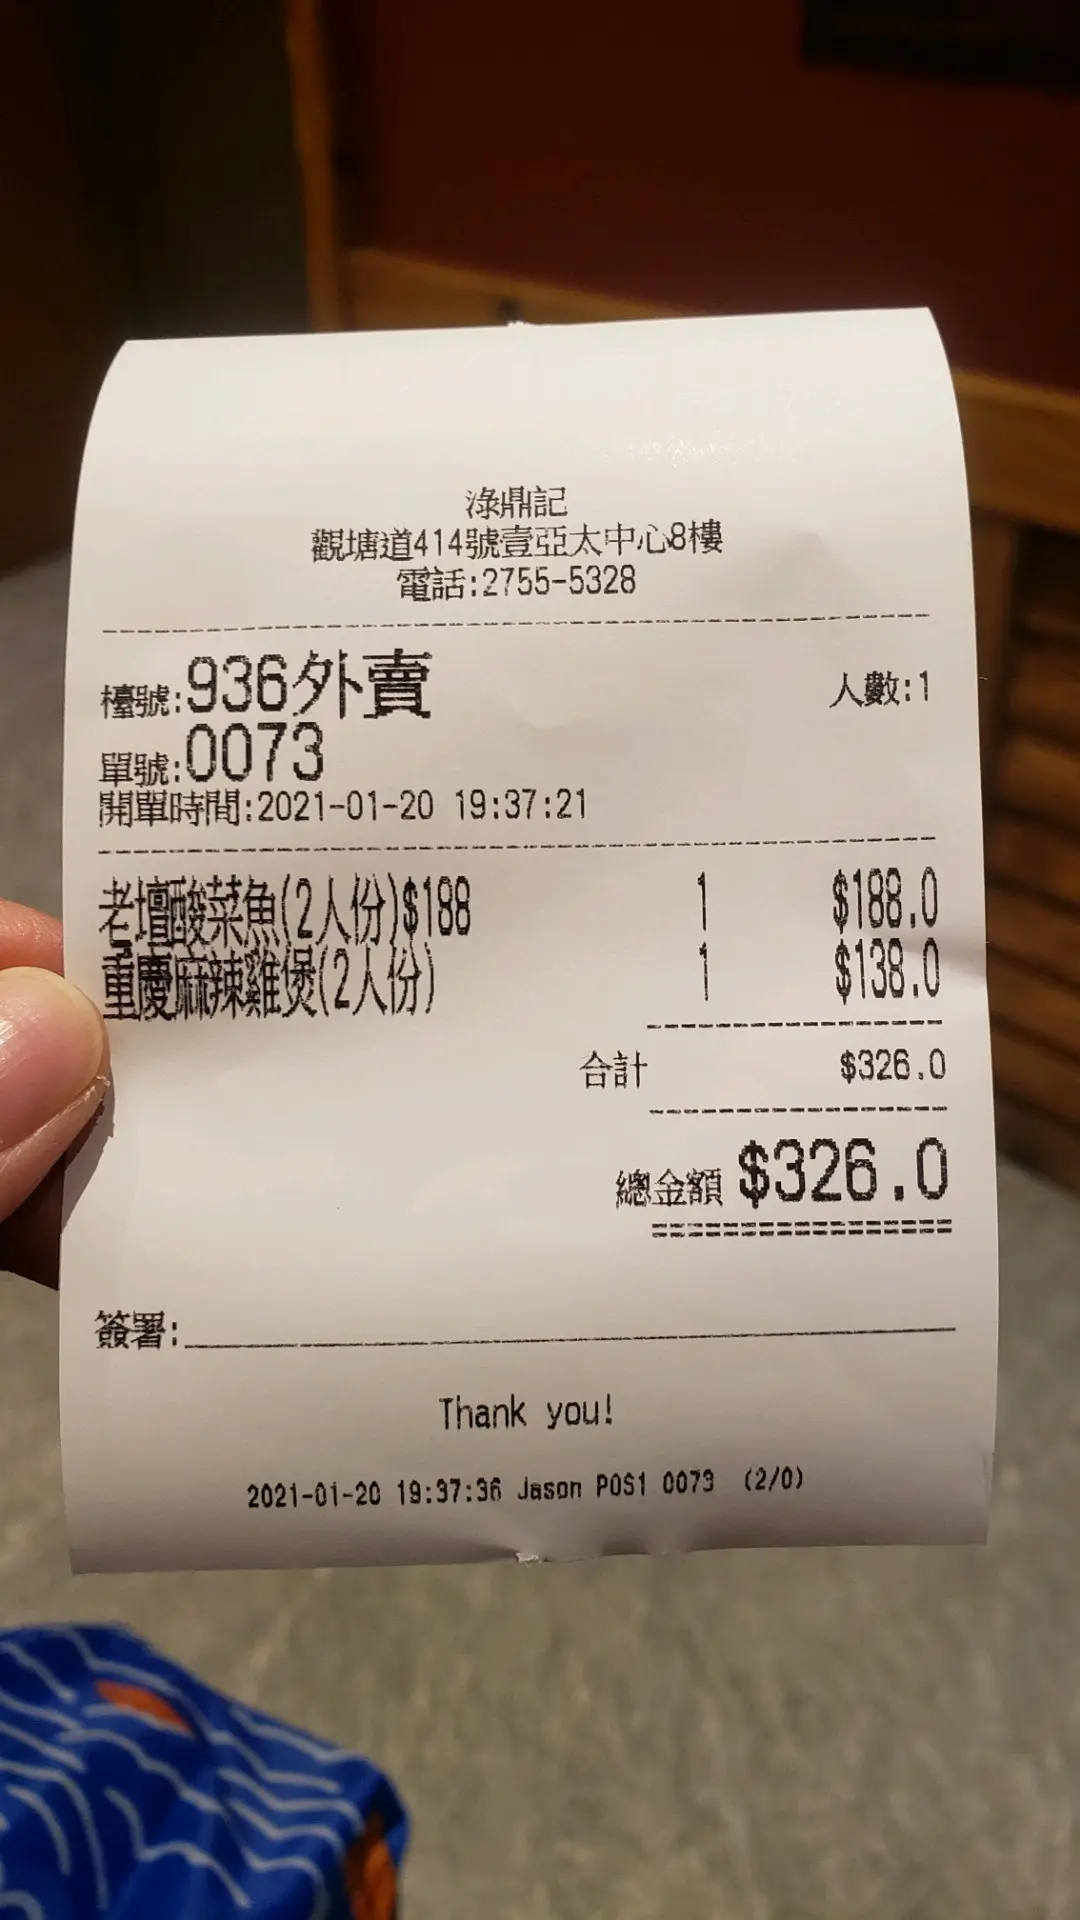 淥鼎記
觀塘道414號壹亞太中心8樓
電話:2755-5328
檯號:936外賣 人數:1
單號:0073
開單時間:2021-01-20 19:37:21
老壇酸菜魚(2人份)$188 1 $188.0
重慶麻辣雞煲(2人份) 1 $138.0
合計 $326.0
總金額 $326.0
簽署:
Thank you!
2021-01-20 19:37:36 Jason POS1 0073 (2/0)